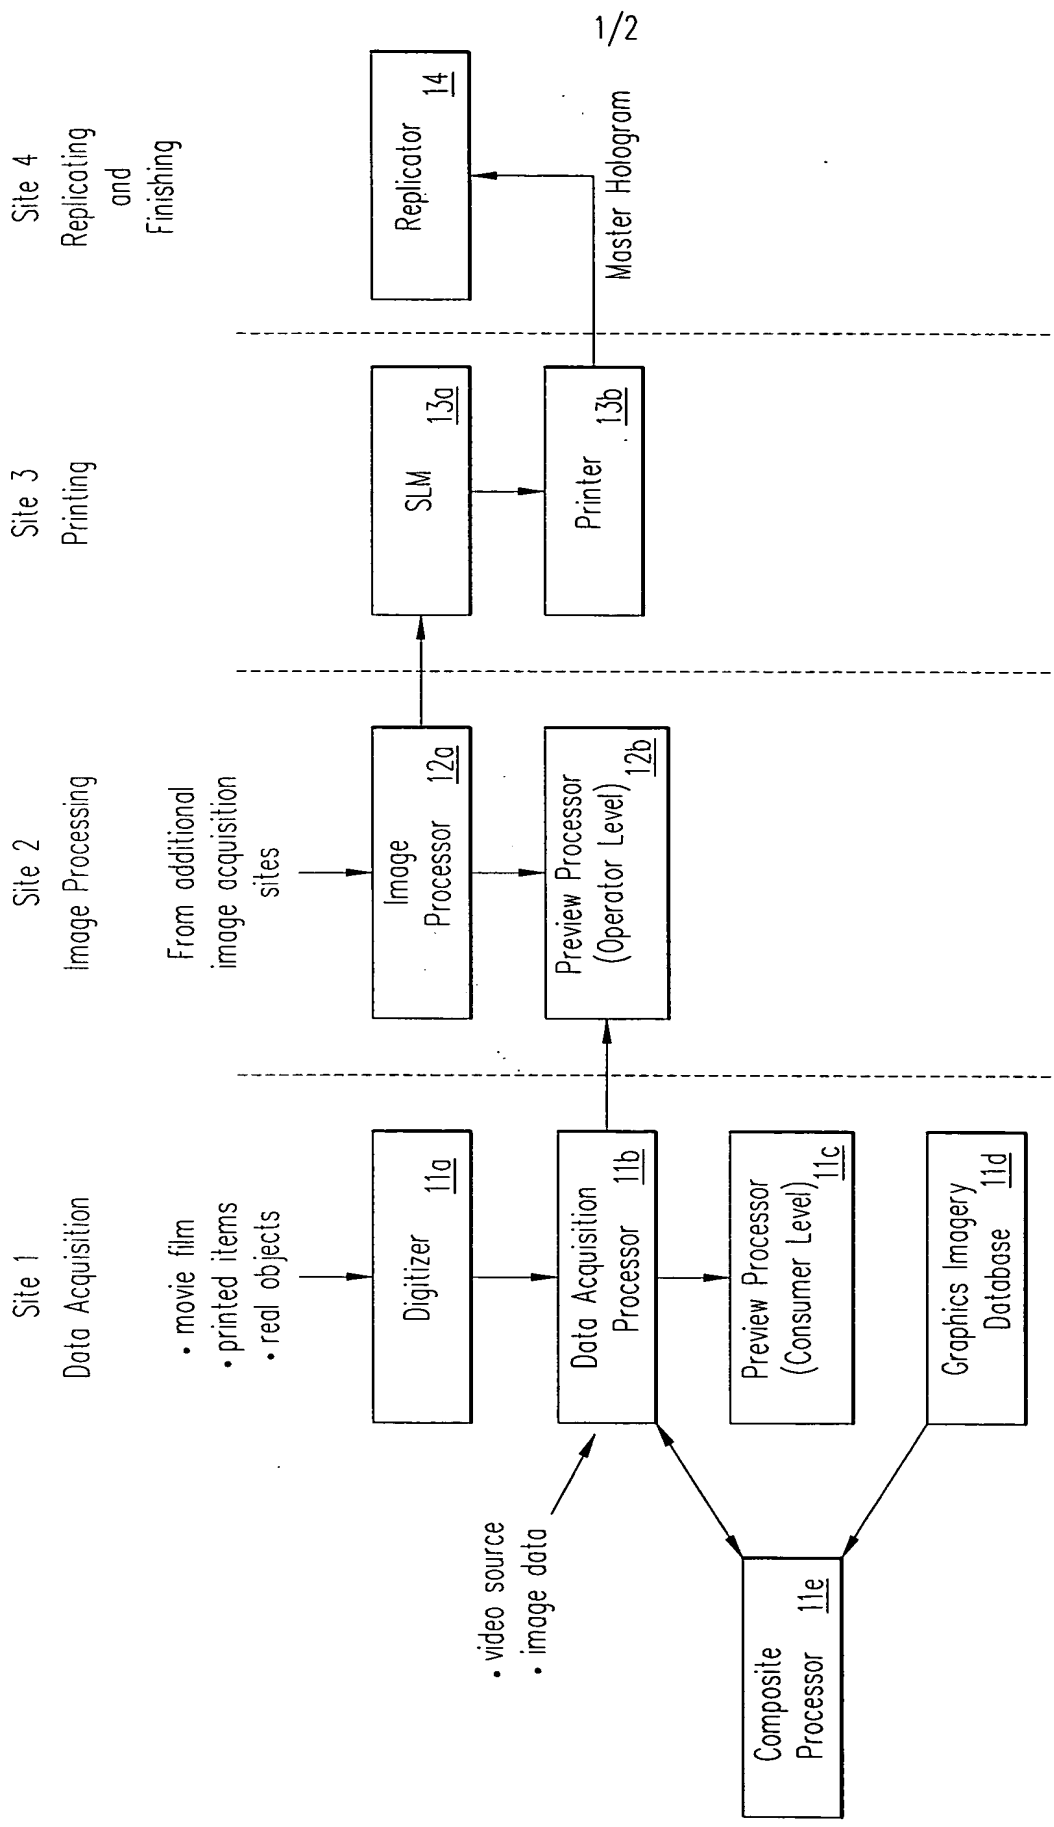 1/2
Site 1
Data Acquisition
• movie film
• printed items
• real objects
Digitizer
11a
• video source
• image data
Data Acquisition
Processor
11b
Preview Processor
(Consumer Level)
11c
Graphics Imagery
Database
11d
Composite
Processor
11e
Site 2
Image Processing
From additional
image acquisition
sites
Image
Processor
12a
Preview Processor
(Operator Level)
12b
Site 3
Printing
SLM
13a
Printer
13b
Site 4
Replicating
and
Finishing
Replicator
14
Master Hologram